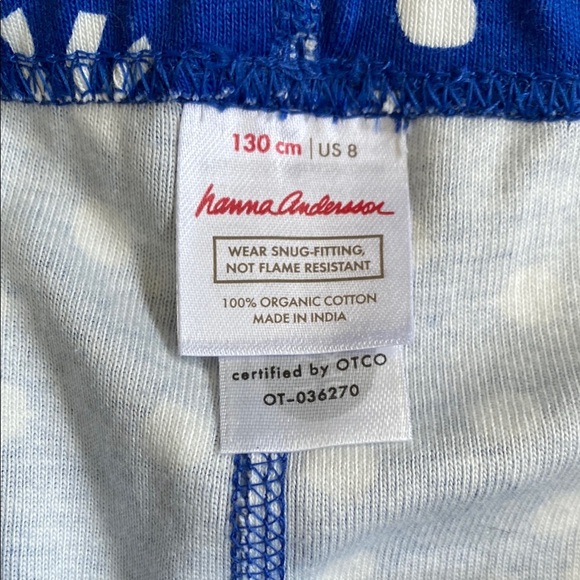 130 cm | US 8
hanna Andersson
WEAR SNUG-FITTING,
NOT FLAME RESISTANT
100% ORGANIC COTTON
MADE IN INDIA
certified by OTCO
OT-036270